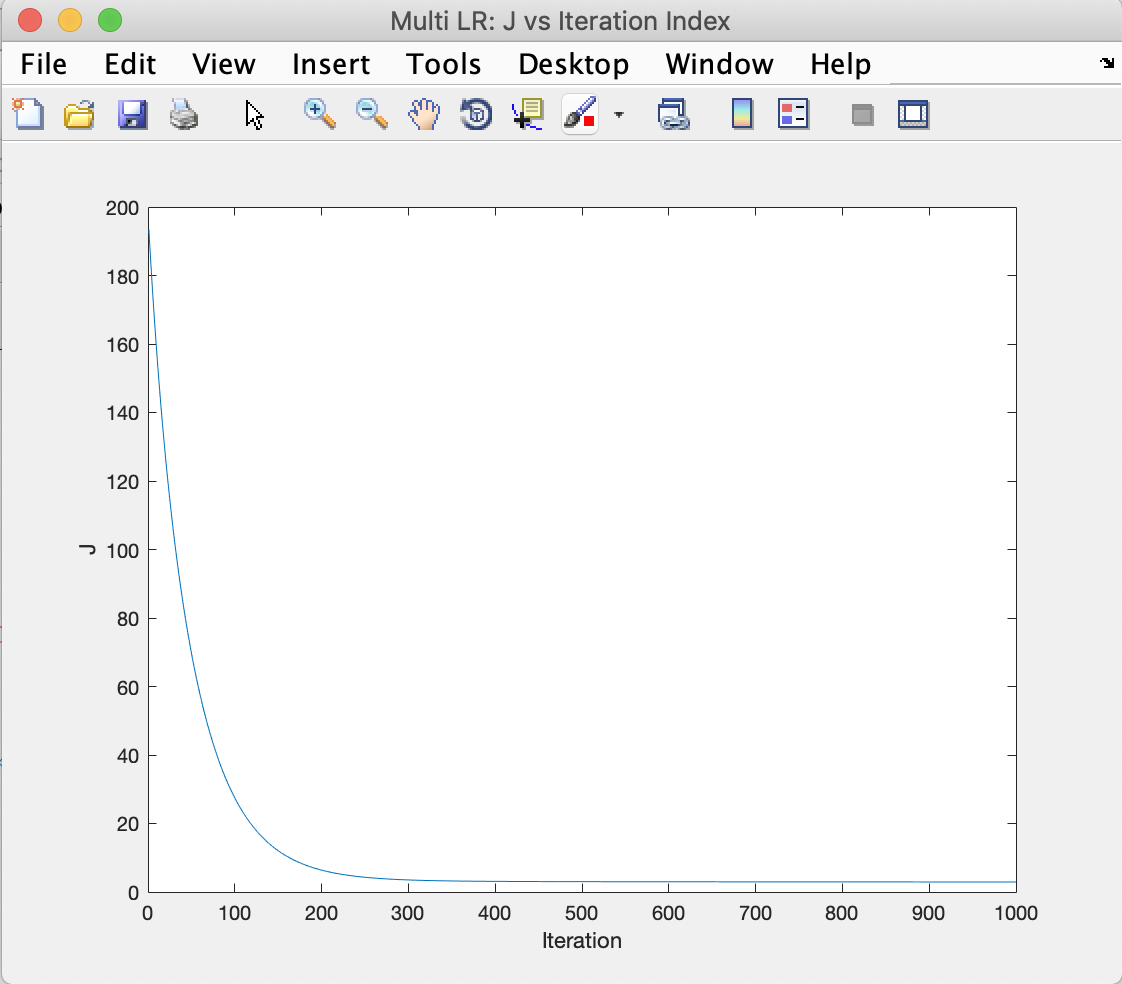 Multi LR: J vs Iteration Index
File Edit View Insert Tools Desktop Window Help
200
180
160
140
120
100
80
60
40
20
0
J
0 100 200 300 400 500 600 700 800 900 1000
Iteration